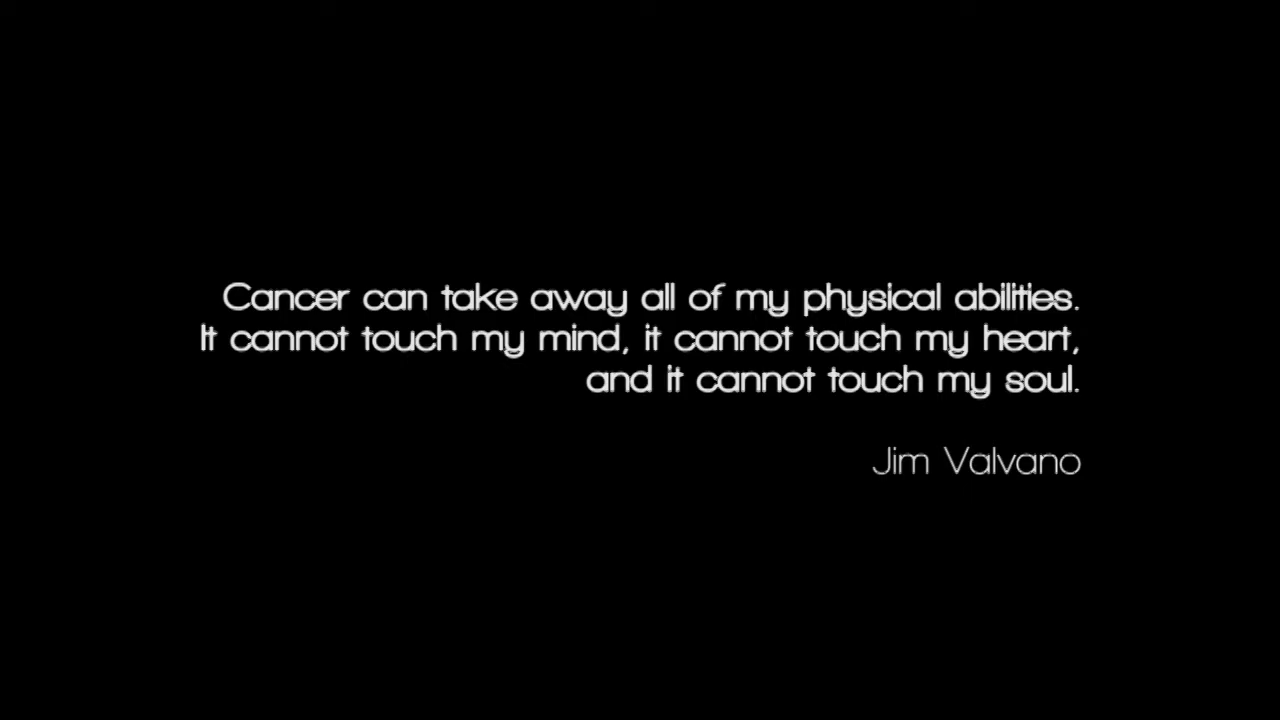 Cancer can take away all of my physical abilities.
It cannot touch my mind, it cannot touch my heart,
and it cannot touch my soul.
Jim Valvano